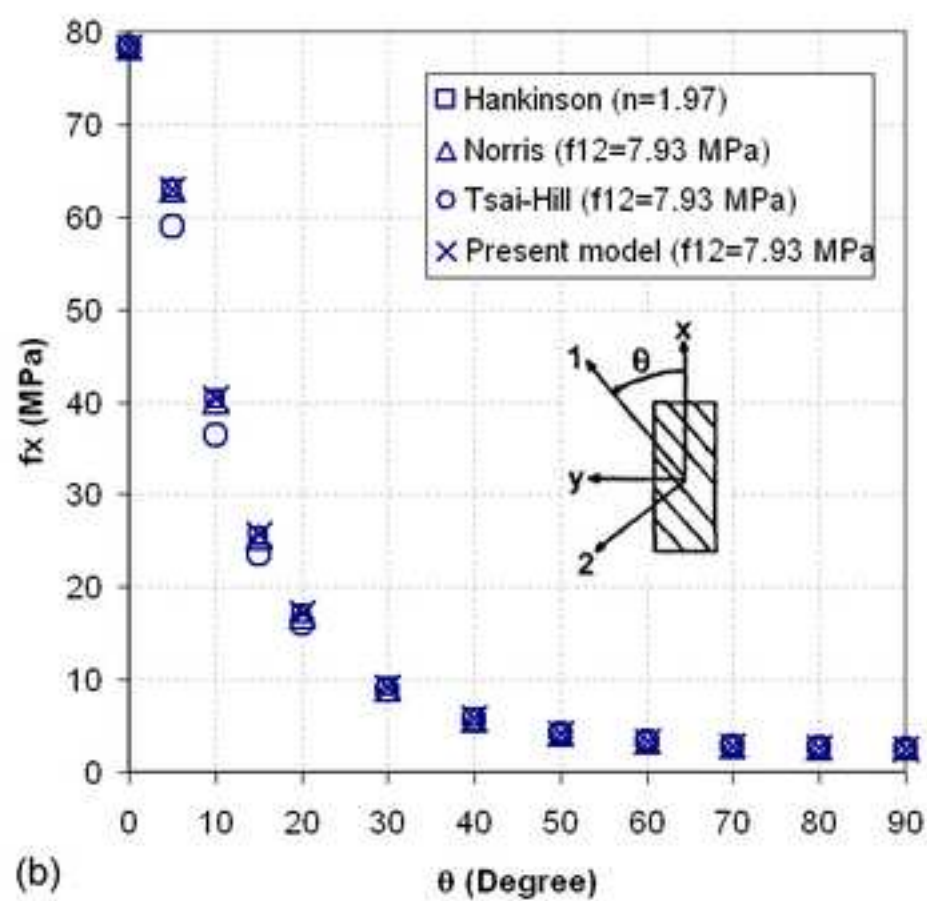 80
70
60
50
40
30
20
10
0
fx (MPa)
Hankinson (n=1.97)
Norris (f12=7.93 MPa)
Tsai-Hill (f12=7.93 MPa)
Present model (f12=7.93 MPa
1
θ
x
y
2
0 10 20 30 40 50 60 70 80 90
θ (Degree)
(b)